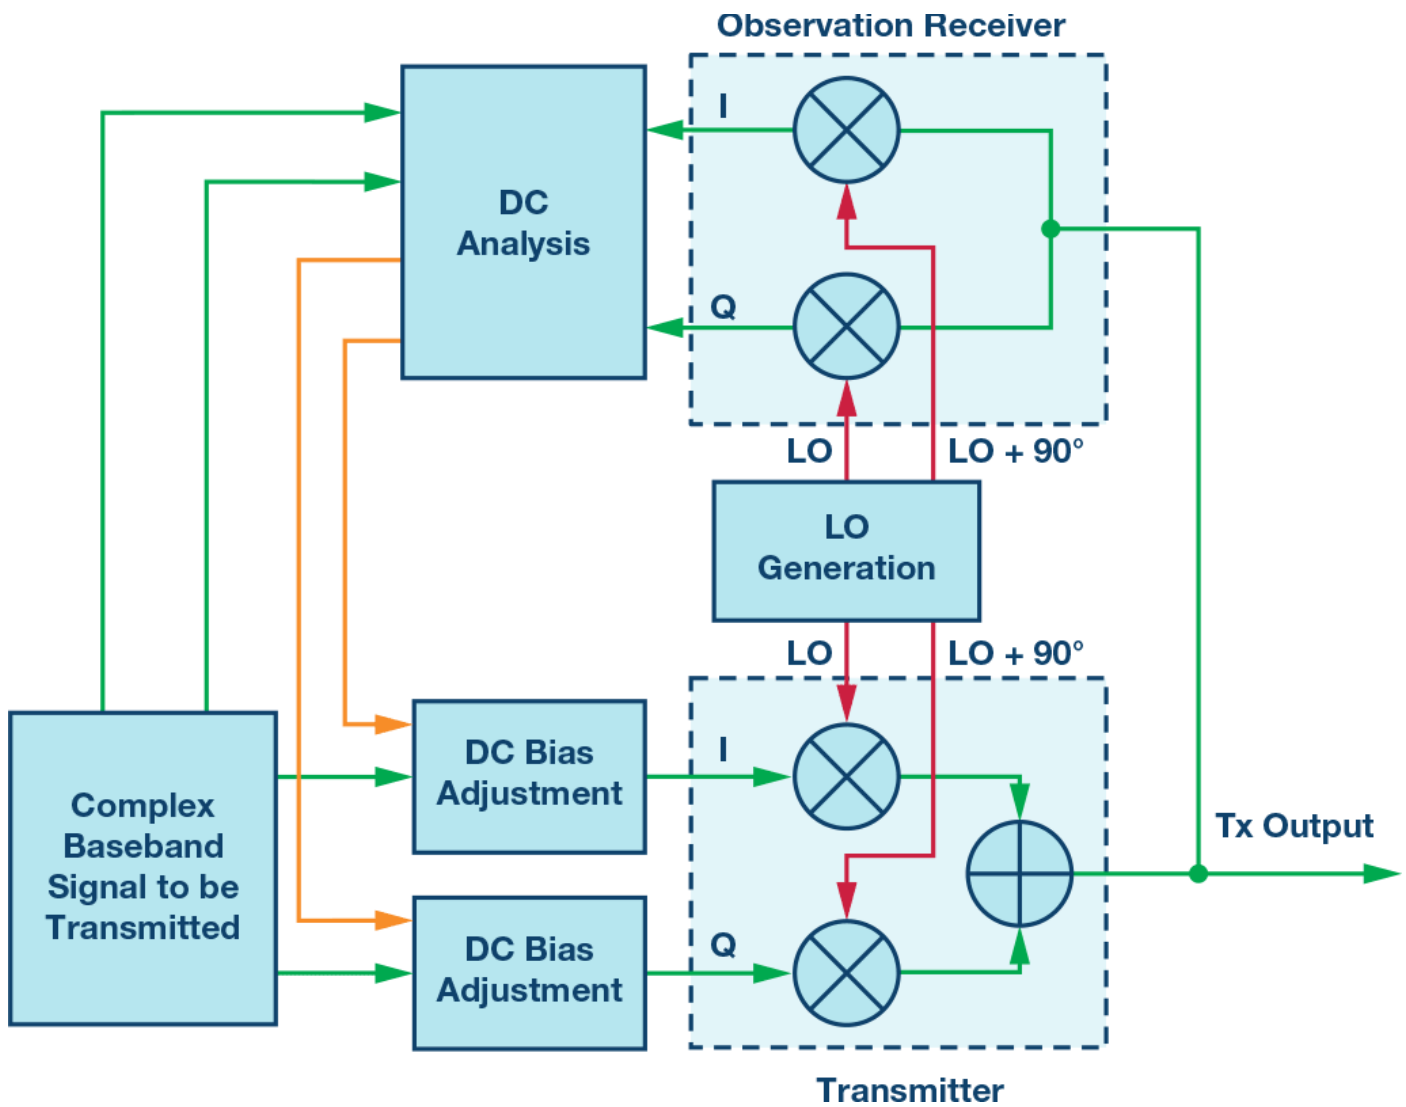 Observation Receiver
I
DC
Analysis
Q
LO
LO + 90°
LO
Generation
LO
LO + 90°
I
DC Bias
Adjustment
Complex
Baseband
Signal to be
Transmitted
Tx Output
Q
DC Bias
Adjustment
Transmitter